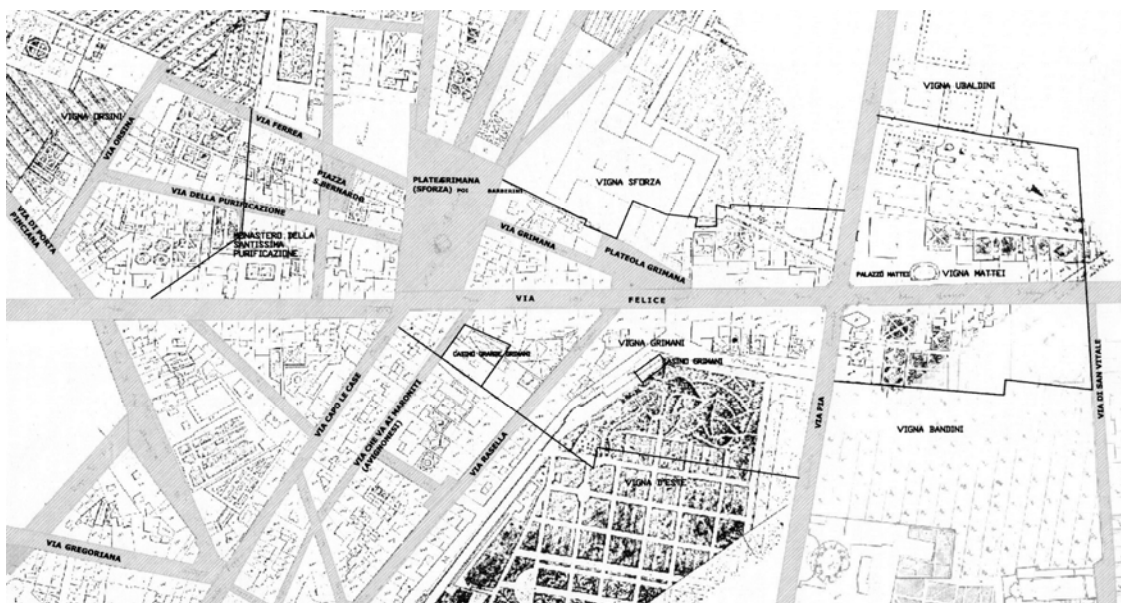 VIGNA UBALDINI
VIGNA ORSINI
VIA ORSINA
VIA FERREA
PIAZZA
S.BERNARDO
PLATEA GRIMANA
(SFORZA) POI BARBERINI
VIGNA SFORZA
VIA DELLA PURIFICAZIONE
VIA DI PORTA
PINCIANA
MONASTERO DELLA
SANTISSIMA
PURIFICAZIONE
VIA GRIMANA
PLATEOLA GRIMANA
PALAZZO MATTEI
VIGNA MATTEI
VIA FELICE
CASINO GRANDE GRIMANI
VIGNA GRIMANI
CASINO GRIMANI
VIA CAPO LE CASE
VIA CHE VA AI MARONITI
(AVIGNONESI)
VIA RASELLA
VIA PIA
VIA DI SAN VITALE
VIGNA BANDINI
VIGNA D'ESTE
VIA GREGORIANA